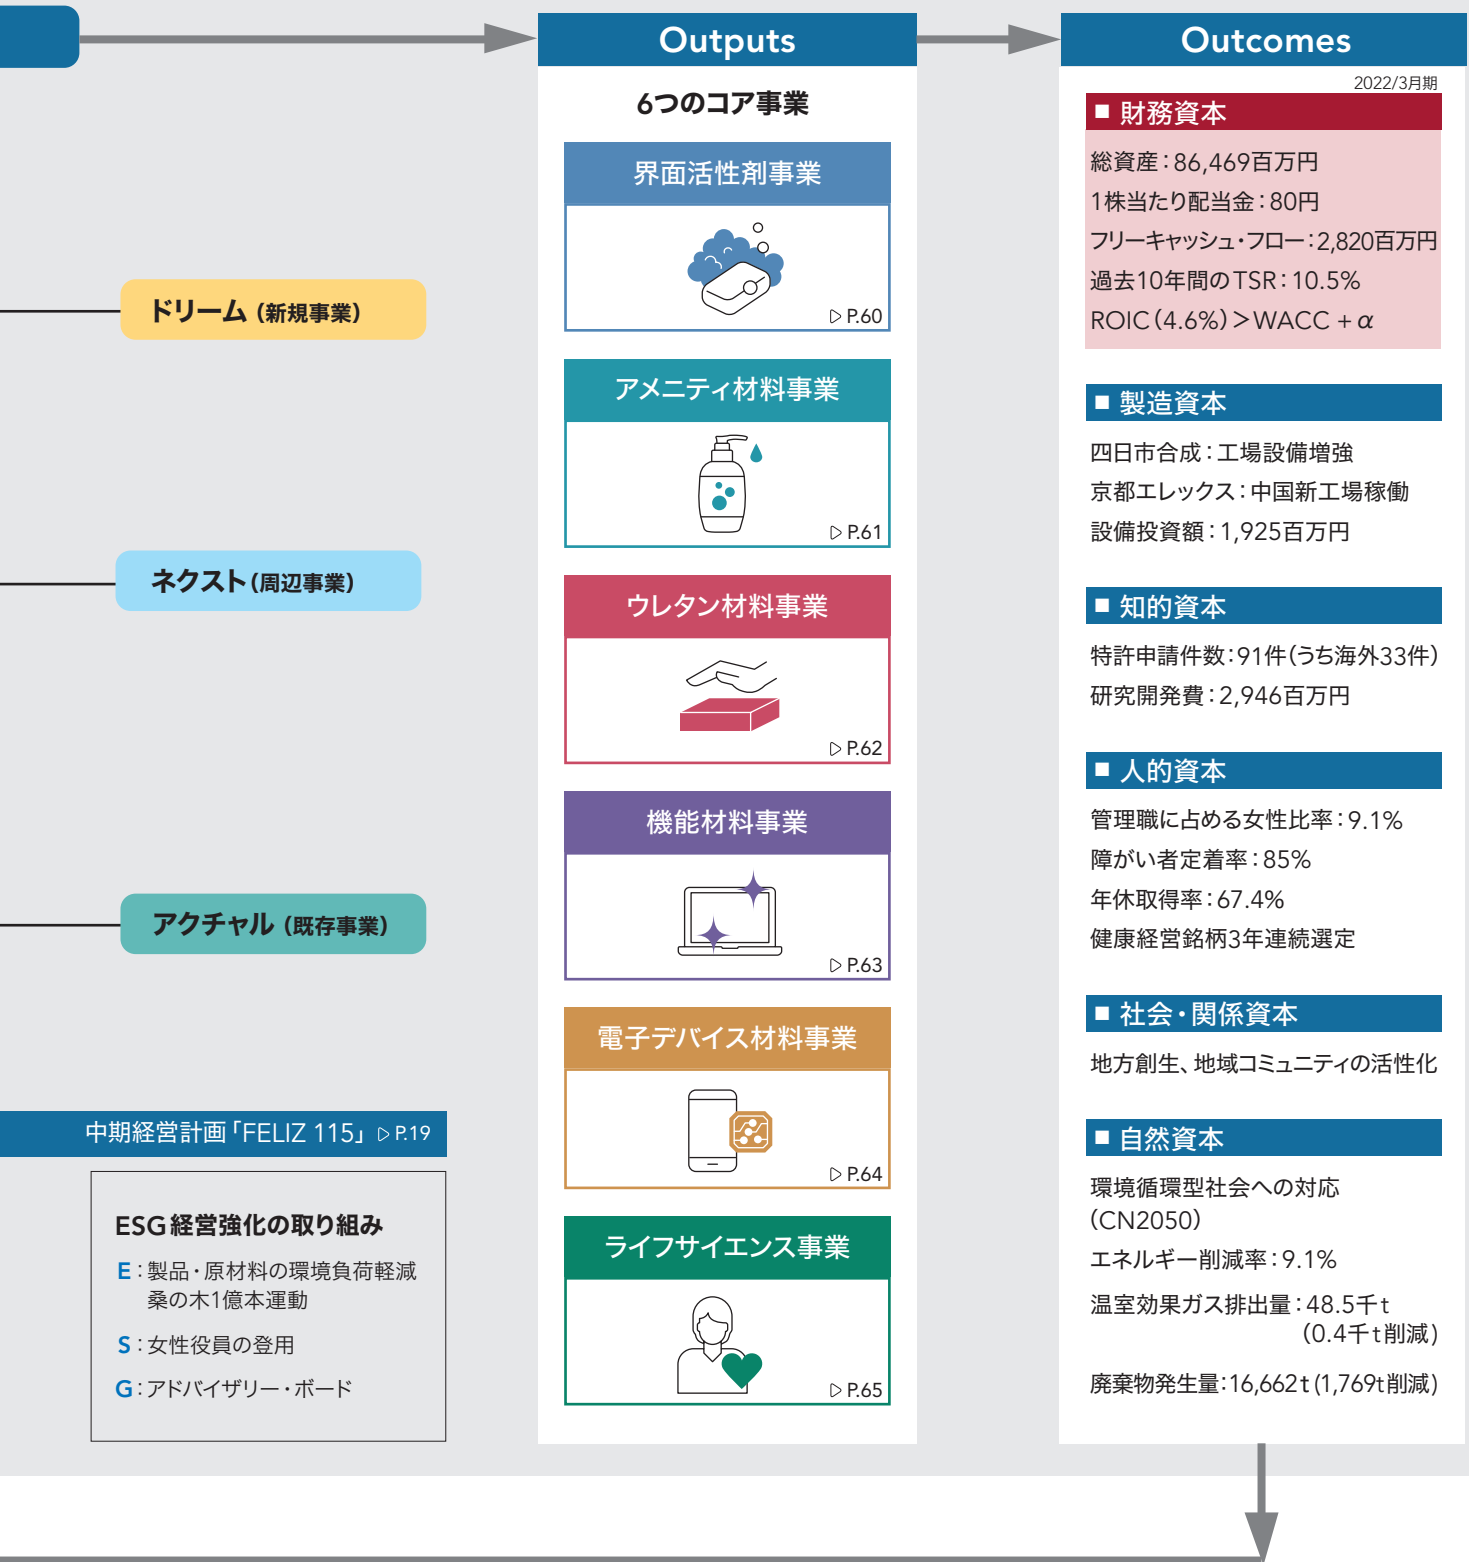 ドリーム（新規事業）
ネクスト（周辺事業）
アクチャル（既存事業）
中期経営計画「FELIZ 115」 ▷ P.19
ESG経営強化の取り組み
E：製品・原材料の環境負荷軽減
桑の木1億本運動
S：女性役員の登用
G：アドバイザリー・ボード
Outputs
6つのコア事業
界面活性剤事業
▷ P.60
アメニティ材料事業
▷ P.61
ウレタン材料事業
▷ P.62
機能材料事業
▷ P.63
電子デバイス材料事業
▷ P.64
ライフサイエンス事業
▷ P.65
Outcomes
2022/3月期
■ 財務資本
総資産：86,469百万円
1株当たり配当金：80円
フリーキャッシュ・フロー：2,820百万円
過去10年間のTSR：10.5%
ROIC（4.6%）＞WACC + α
■ 製造資本
四日市合成：工場設備増強
京都エレックス：中国新工場稼働
設備投資額：1,925百万円
■ 知的資本
特許申請件数：91件（うち海外33件）
研究開発費：2,946百万円
■ 人的資本
管理職に占める女性比率：9.1%
障がい者定着率：85%
年休取得率：67.4%
健康経営銘柄3年連続選定
■ 社会・関係資本
地方創生、地域コミュニティの活性化
■ 自然資本
環境循環型社会への対応
（CN2050）
エネルギー削減率：9.1%
温室効果ガス排出量：48.5千t
（0.4千t削減）
廃棄物発生量：16,662t（1,769t削減）